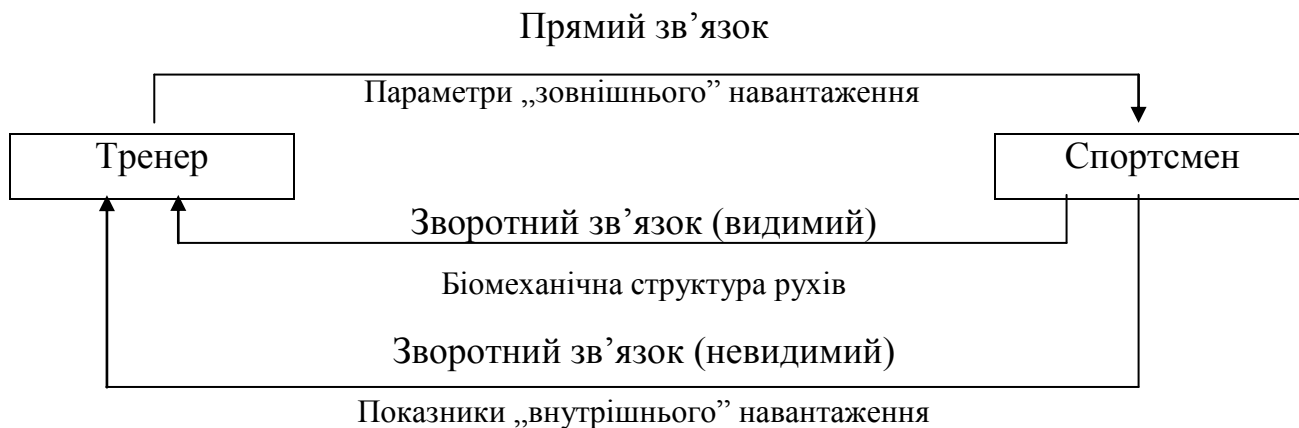 Прямий зв’язок
Параметри „зовнішнього” навантаження
Тренер
Спортсмен
Зворотний зв’язок (видимий)
Біомеханічна структура рухів
Зворотний зв’язок (невидимий)
Показники „внутрішнього” навантаження